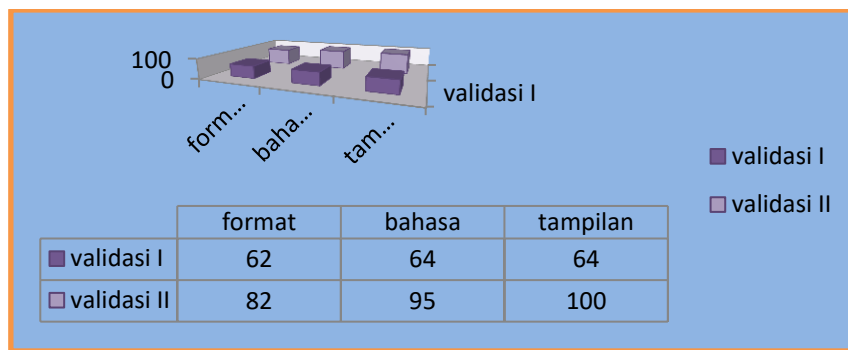 100
0
form...
baha...
tam...
validasi I
validasi I
validasi II
format bahasa tampilan
validasi I 62 64 64
validasi II 82 95 100